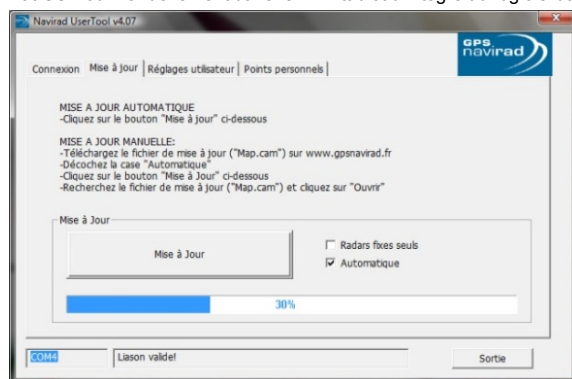 Navirad UserTool v4.07
GPS
navirad
Connexion Mise à jour Réglages utilisateur Points personnels
MISE A JOUR AUTOMATIQUE
-Cliquez sur le bouton "Mise à jour" ci-dessous
MISE A JOUR MANUELLE:
-Téléchargez le fichier de mise à jour ("Map.cam") sur www.gpsnavirad.fr
-Décochez la case "Automatique"
-Cliquez sur le bouton "Mise à Jour" ci-dessous
-Recherchez le fichier de mise à jour ("Map.cam") et cliquez sur "Ouvrir"
Mise à Jour
Mise à Jour
Radars fixes seuls
Automatique
30%
COM4 Liason valide!
Sortie